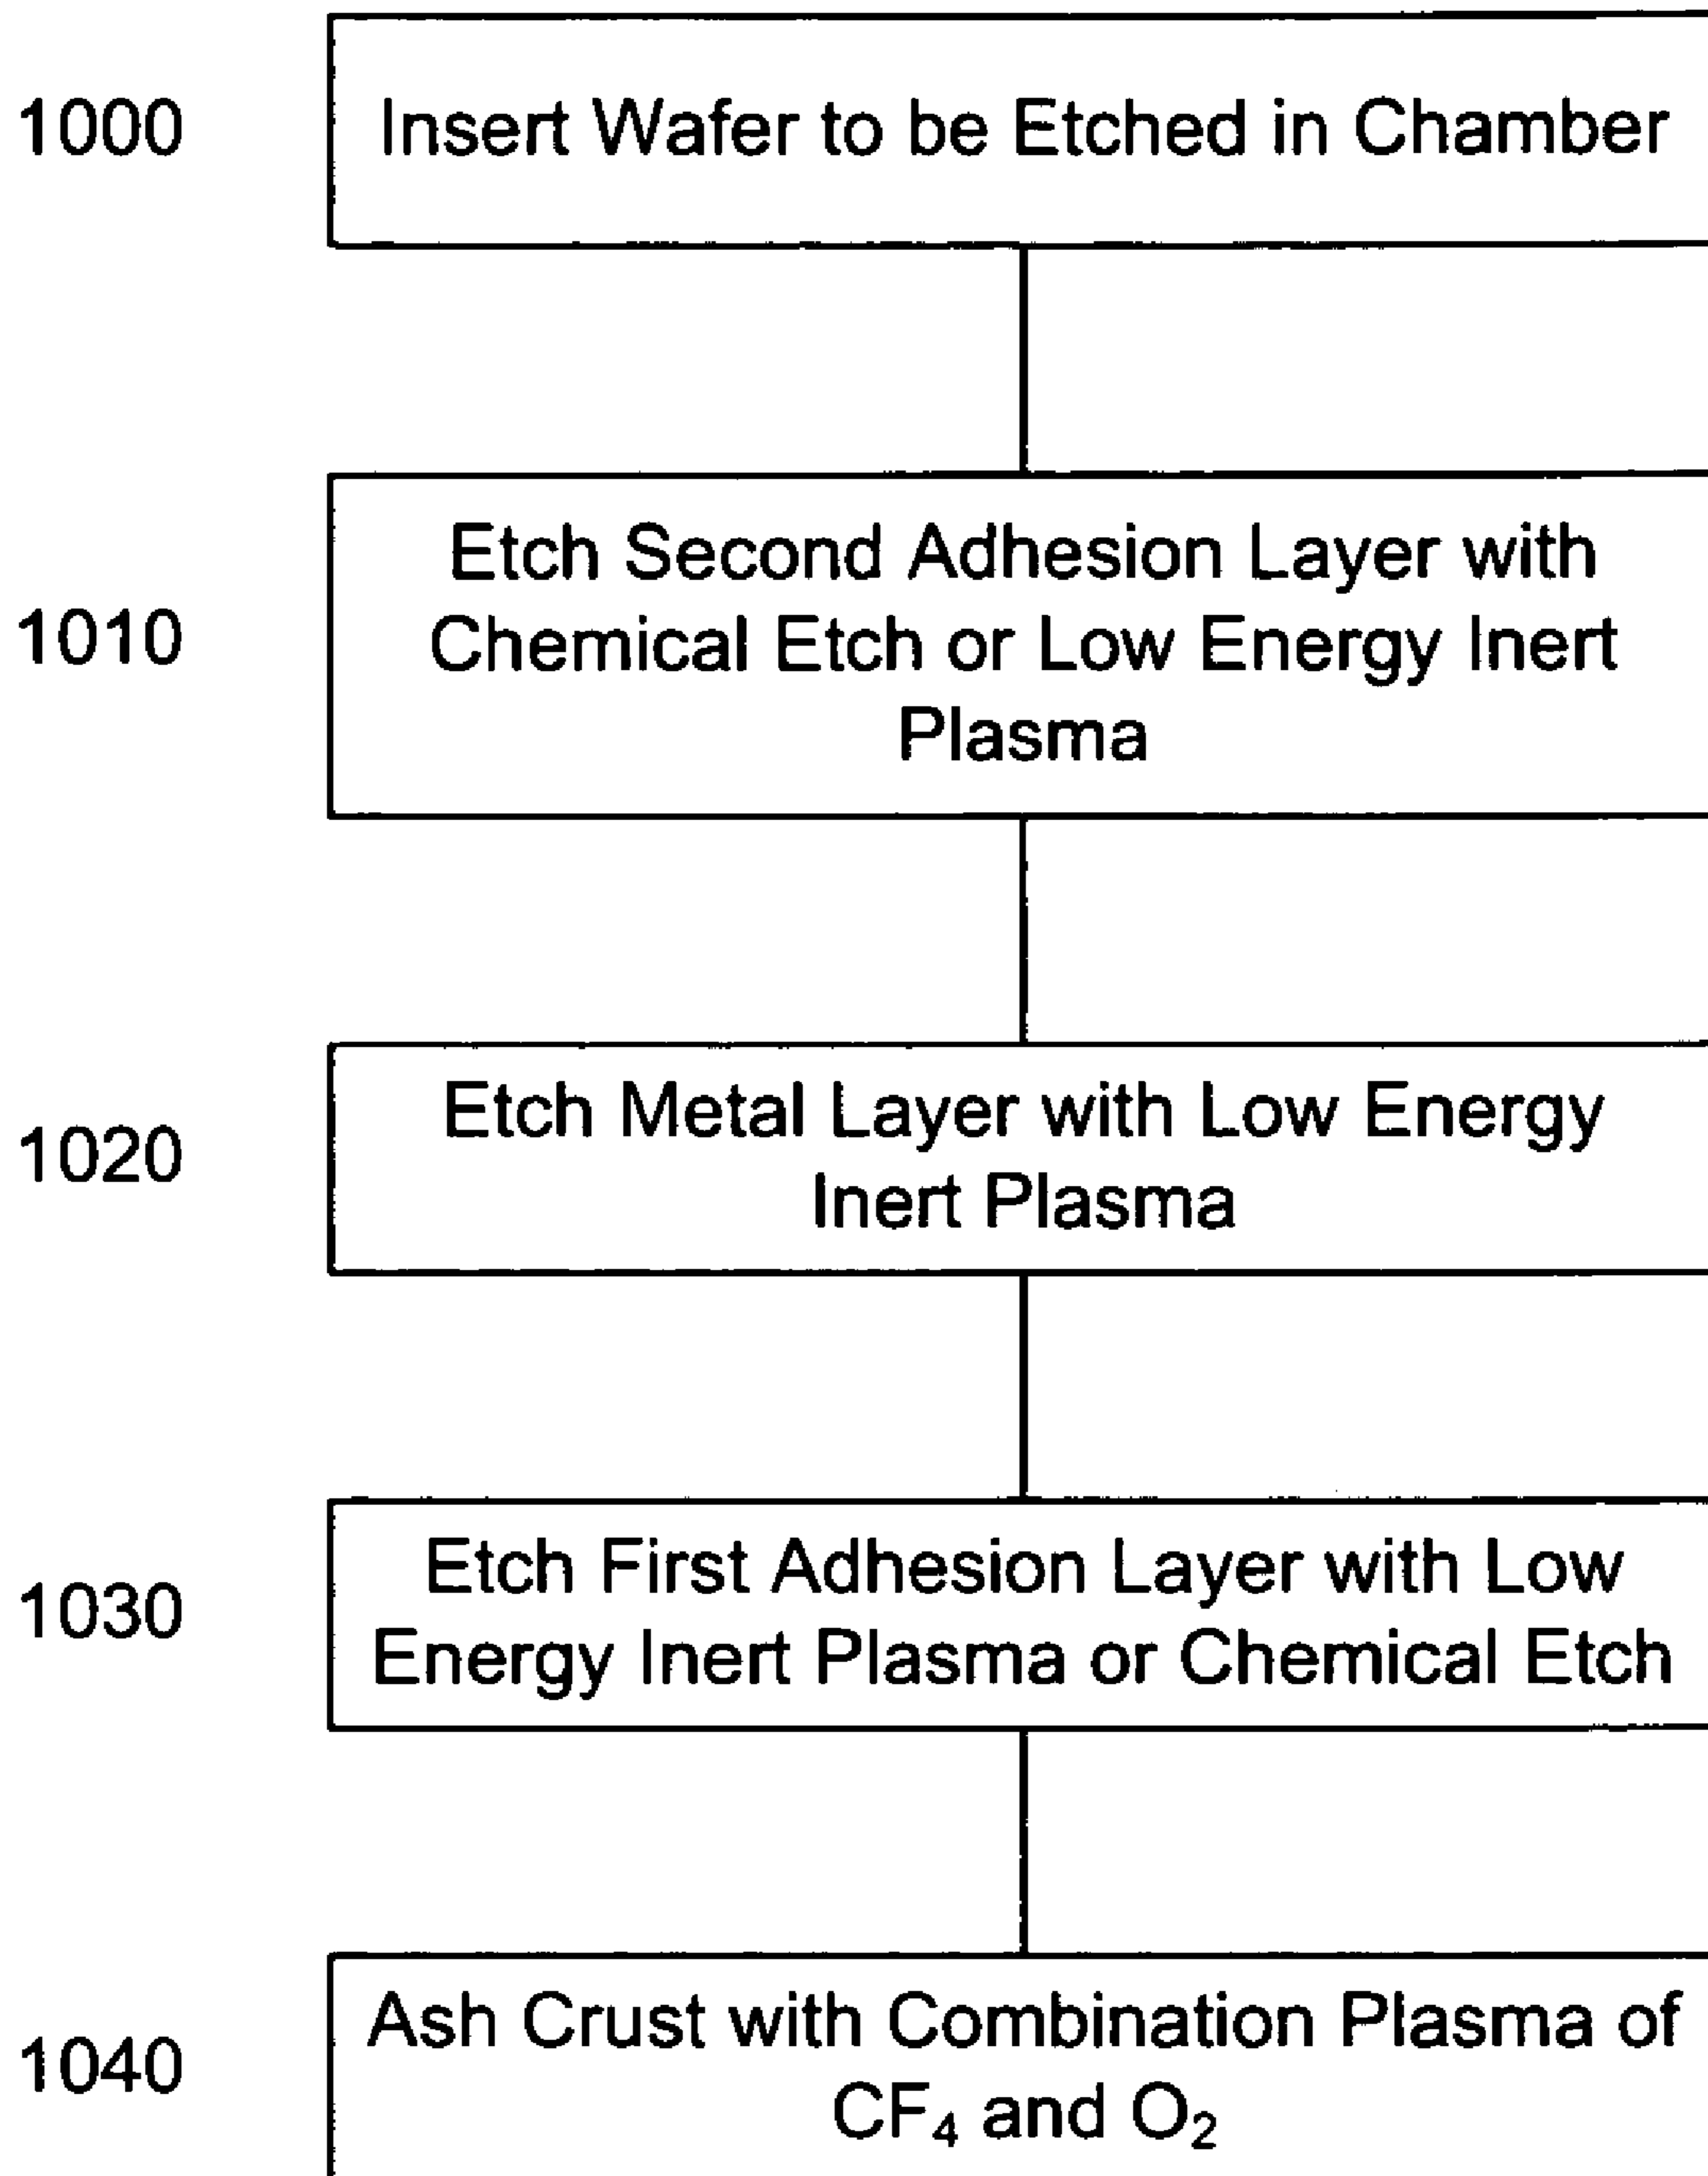 1000
Insert Wafer to be Etched in Chamber
1010
Etch Second Adhesion Layer with
Chemical Etch or Low Energy Inert
Plasma
1020
Etch Metal Layer with Low Energy
Inert Plasma
1030
Etch First Adhesion Layer with Low
Energy Inert Plasma or Chemical Etch
1040
Ash Crust with Combination Plasma of
CF₄ and O₂